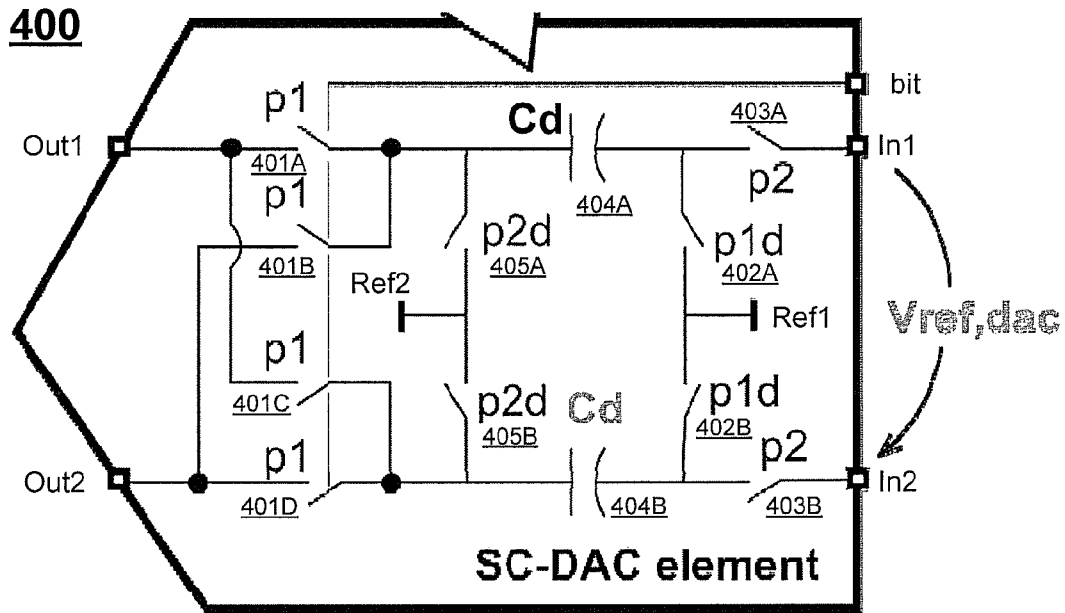 400
bit
p1
Cd
403A
Out1
401A
In1
p1
404A
p2
p2d
p1d
401B
405A
402A
Ref2
Ref1
Vref,dac
p1
401C
p2d
Cd
p1d
405B
402B
p1
p2
Out2
401D
404B
403B
In2
SC-DAC element